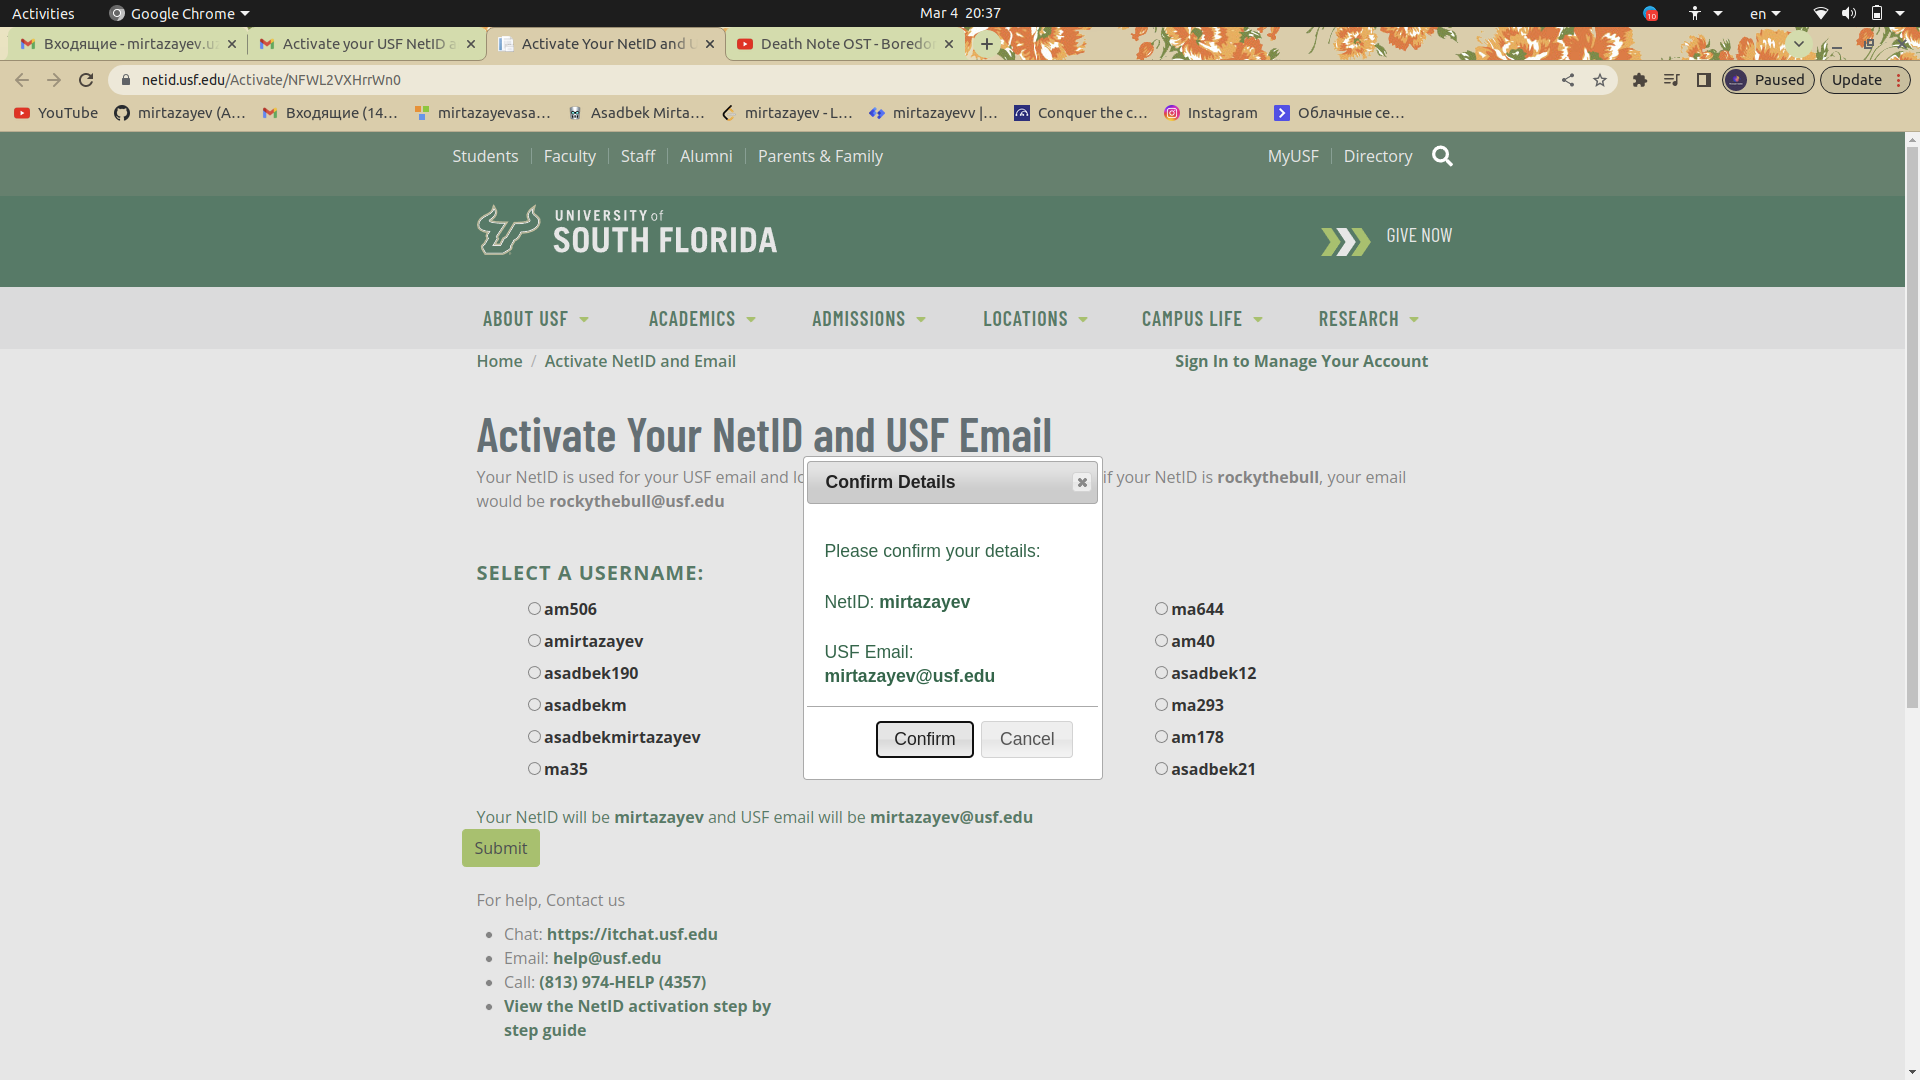 Activities Google Chrome Mar 4 20:37 10 en
Входящие - mirtazayev.u
Activate your USF NetID a
Activate Your NetID and U
Death Note OST - Boredo
netid.usf.edu/Activate/NFWL2VXHrrWn0
Paused
Update
YouTube
mirtazayev (A...
Входящие (14...
mirtazayevasa...
Asadbek Mirta...
mirtazayev - L...
mirtazayevv |...
Conquer the c...
Instagram
Облачные се...
Students Faculty Staff Alumni Parents & Family MyUSF Directory
UNIVERSITY of
SOUTH FLORIDA
GIVE NOW
ABOUT USF ACADEMICS ADMISSIONS LOCATIONS CAMPUS LIFE RESEARCH
Home / Activate NetID and Email
Sign In to Manage Your Account
Activate Your NetID and USF Email
Your NetID is used for your USF email and lo if your NetID is rockythebull, your email
would be rockythebull@usf.edu
SELECT A USERNAME:
am506
amirtazayev
asadbek190
asadbekm
asadbekmirtazayev
ma35
ma644
am40
asadbek12
ma293
am178
asadbek21
Confirm Details
Please confirm your details:
NetID: mirtazayev
USF Email:
mirtazayev@usf.edu
Confirm
Cancel
Your NetID will be mirtazayev and USF email will be mirtazayev@usf.edu
Submit
For help, Contact us
Chat: https://itchat.usf.edu
Email: help@usf.edu
Call: (813) 974-HELP (4357)
View the NetID activation step by
step guide